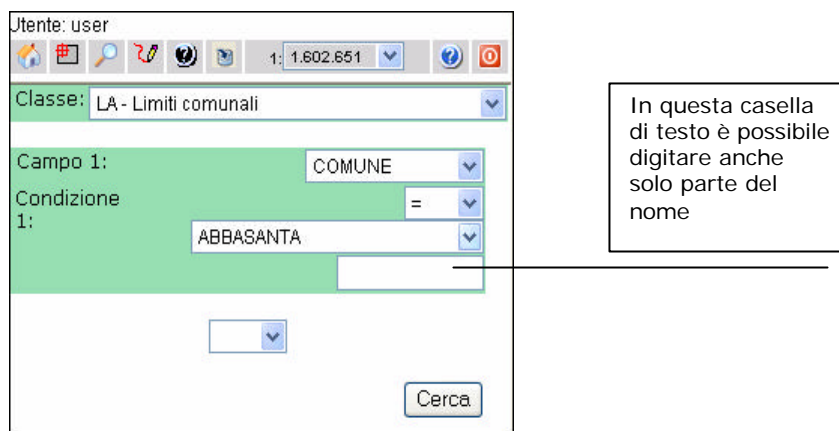 Utente: user
1: 1.602.651
Classe: LA - Limiti comunali
Campo 1: COMUNE
Condizione 1: =
ABBASANTA
Cerca
In questa casella
di testo è possibile
digitare anche
solo parte del
nome